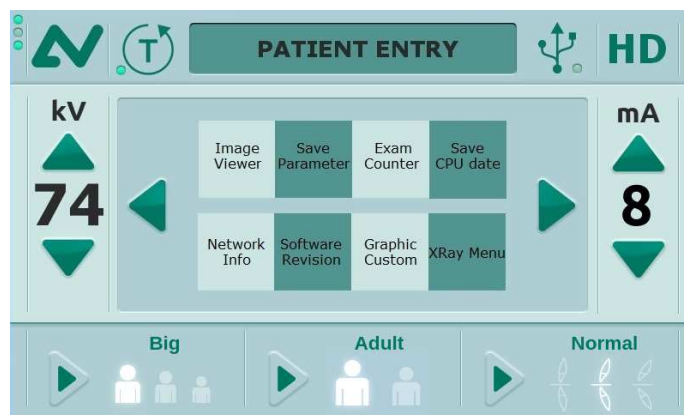 T
PATIENT ENTRY
HD
kV
74
Image
Viewer
Save
Parameter
Exam
Counter
Save
CPU date
Network
Info
Software
Revision
Graphic
Custom
XRay Menu
mA
8
Big
Adult
Normal